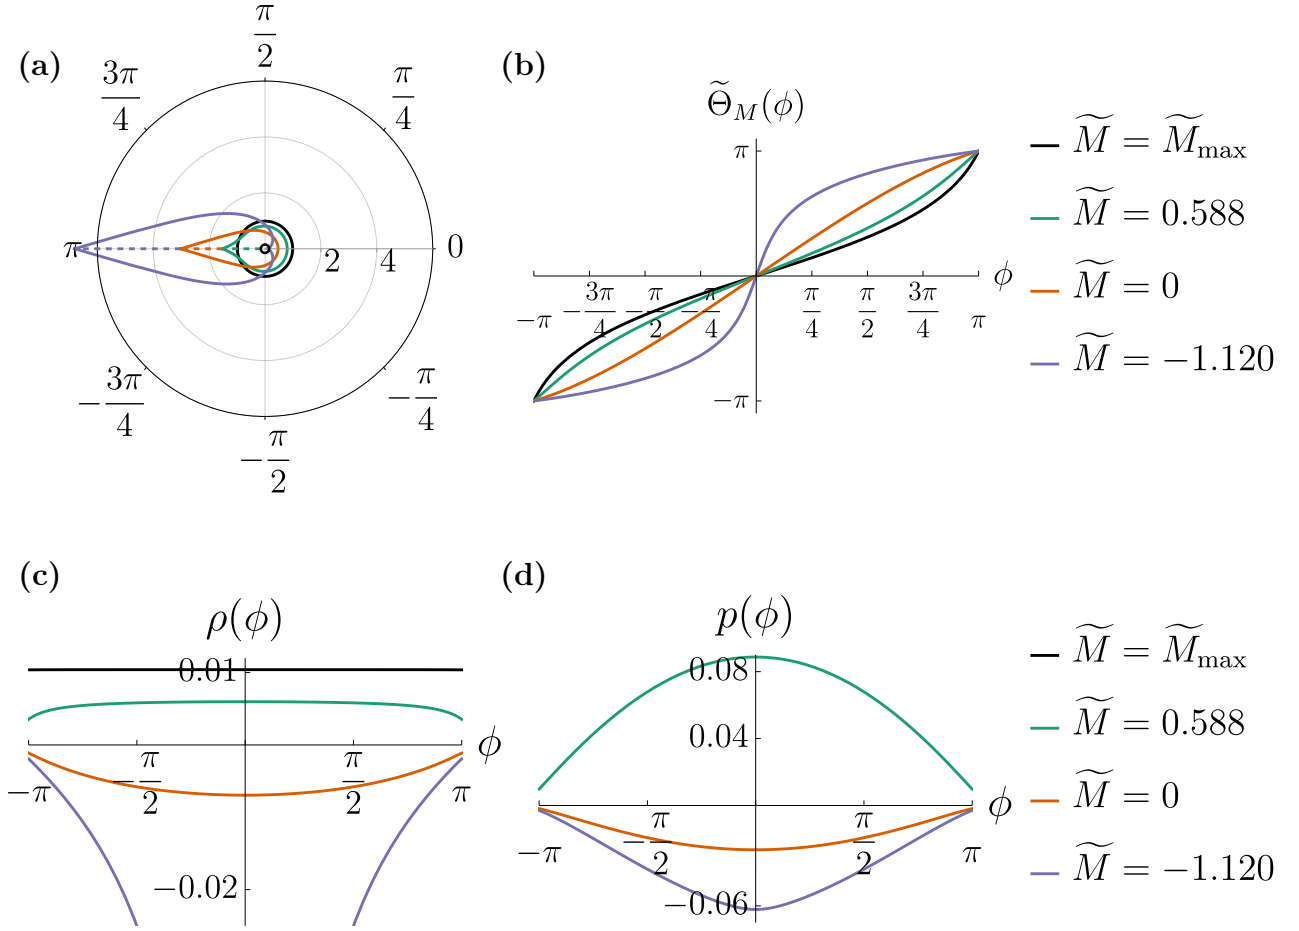 (a)
π/2
3π/4
π/4
π
2
4
0
−3π/4
−π/4
−π/2
(b)
Θ̃_M(ϕ)
π
ϕ
−π
−3π/4
−π/2
−π/4
π/4
π/2
3π/4
π
−π
M̃ = M̃_max
M̃ = 0.588
M̃ = 0
M̃ = −1.120
(c)
ρ(ϕ)
0.01
ϕ
−π
−π/2
π/2
π
−0.02
(d)
p(ϕ)
0.08
0.04
ϕ
−π
−π/2
π/2
π
−0.06
M̃ = M̃_max
M̃ = 0.588
M̃ = 0
M̃ = −1.120